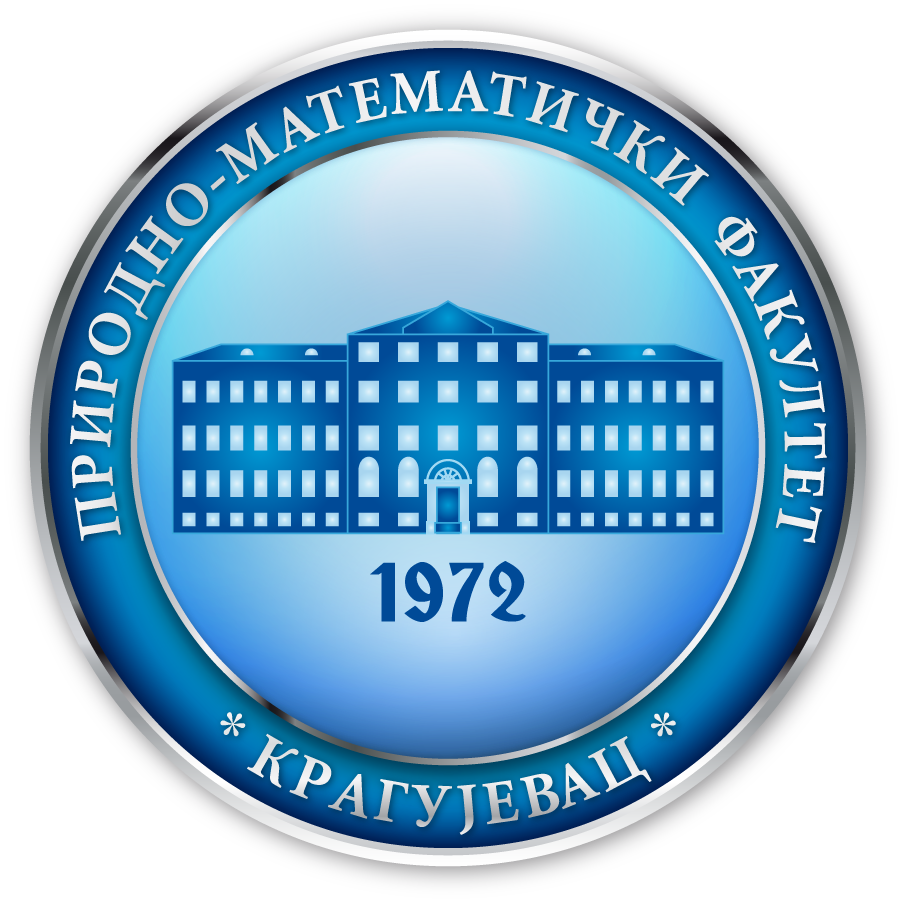 ПРИРОДНО-МАТЕМАТИЧКИ ФАКУЛТЕТ
1972
* КРАГУЈЕВАЦ *